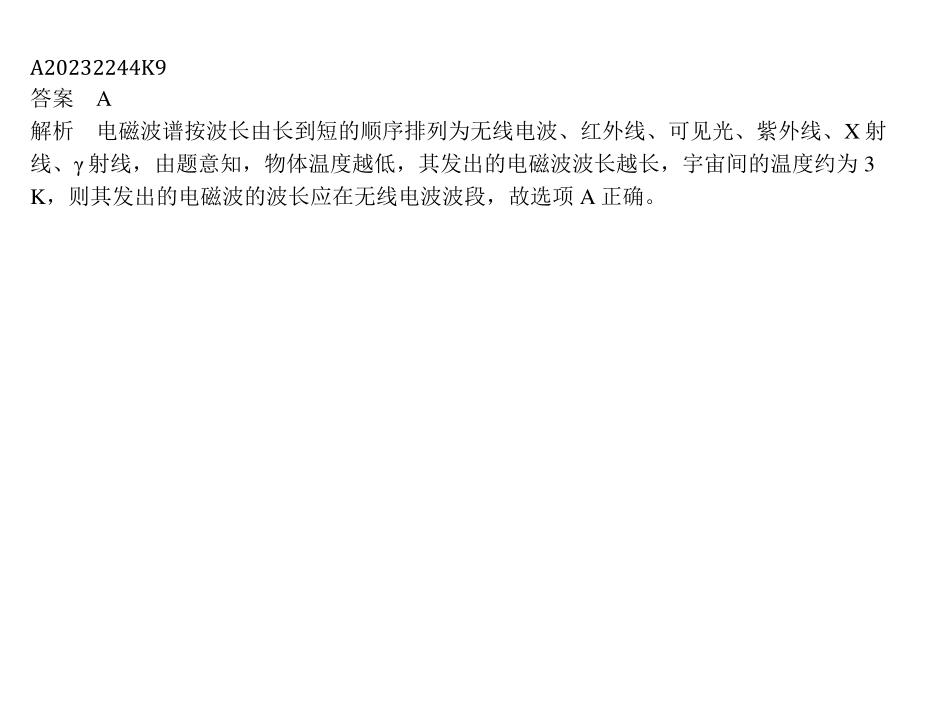 A20232244K9
答案　A
解析　电磁波谱按波长由长到短的顺序排列为无线电波、红外线、可见光、紫外线、X 射
线、γ 射线，由题意知，物体温度越低，其发出的电磁波波长越长，宇宙间的温度约为 3
K，则其发出的电磁波的波长应在无线电波波段，故选项 A 正确。